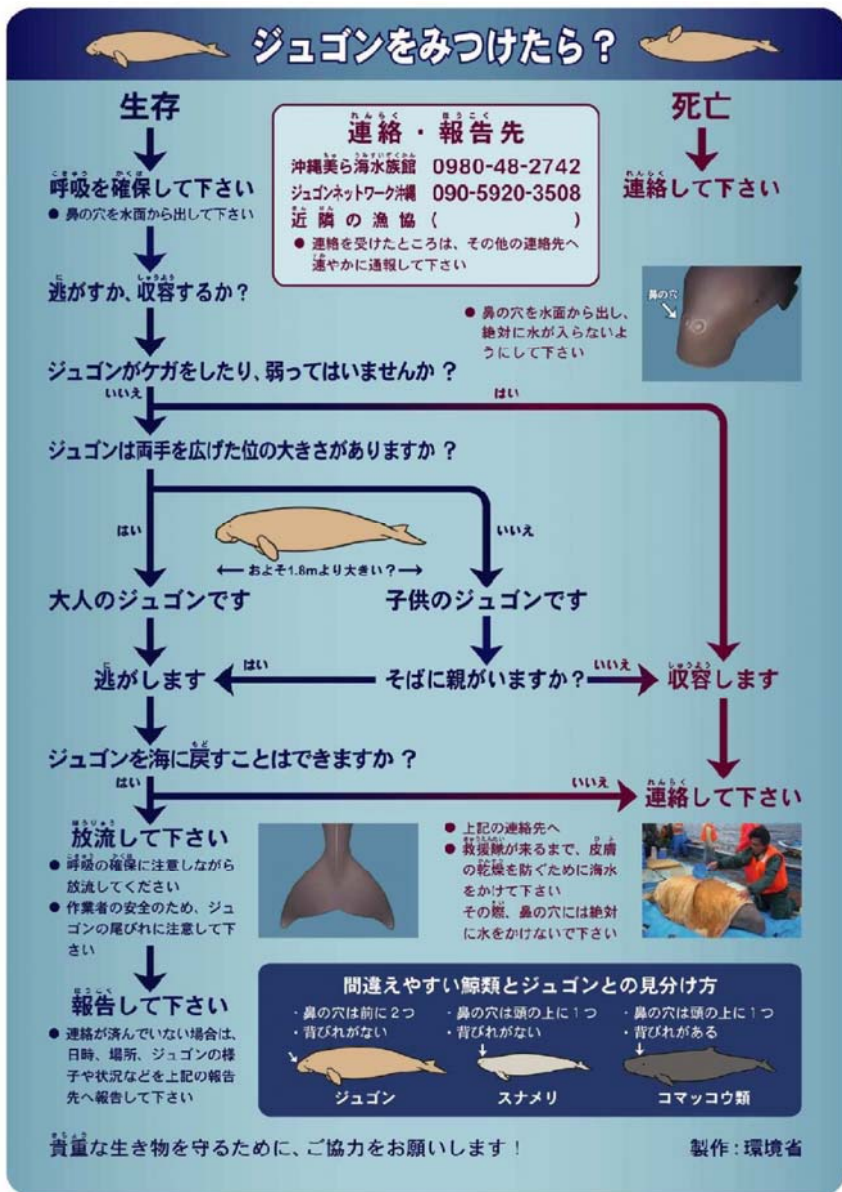 ジュゴンをみつけたら？
生存
呼吸を確保して下さい
● 鼻の穴を水面から出して下さい
逃がすか、収容するか？
連絡・報告先
沖縄美ら海水族館 0980-48-2742
ジュゴンネットワーク沖縄 090-5920-3508
近隣の漁協（　　　　　　）
● 連絡を受けたところは、その他の連絡先へ
速やかに通報して下さい
死亡
連絡して下さい
● 鼻の穴を水面から出し、
絶対に水が入らないよ
うにして下さい
鼻の穴
ジュゴンがケガをしたり、弱ってはいませんか？
いいえ
はい
ジュゴンは両手を広げた位の大きさがありますか？
はい
いいえ
およそ1.8mより大きい？
大人のジュゴンです
子供のジュゴンです
逃がします
はい
そばに親がいますか？
いいえ
収容します
ジュゴンを海に戻すことはできますか？
はい
いいえ
連絡して下さい
放流して下さい
● 呼吸の確保に注意しながら
放流してください
● 作業者の安全のため、ジュ
ゴンの尾びれに注意して下
さい
● 上記の連絡先へ
● 救援隊が来るまで、皮膚
の乾燥を防ぐために海水
をかけて下さい
その際、鼻の穴には絶対
に水をかけないで下さい
報告して下さい
● 連絡が済んでいない場合は、
日時、場所、ジュゴンの様
子や状況などを上記の報告
先へ報告して下さい
間違えやすい鯨類とジュゴンとの見分け方
・鼻の穴は前に２つ
・背びれがない
ジュゴン
・鼻の穴は頭の上に１つ
・背びれがない
スナメリ
・鼻の穴は頭の上に１つ
・背びれがある
コマッコウ類
貴重な生き物を守るために、ご協力をお願いします！
製作：環境省